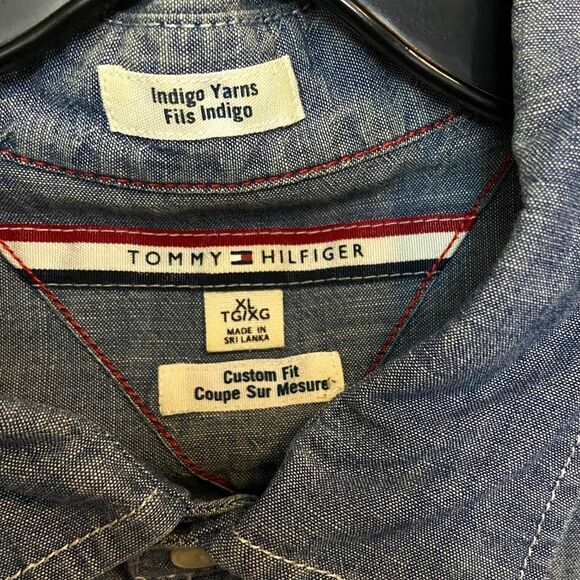 Indigo Yarns
Fils Indigo
TOMMY HILFIGER
XL
TG/XG
MADE IN
SRI LANKA
Custom Fit
Coupe Sur Mesure